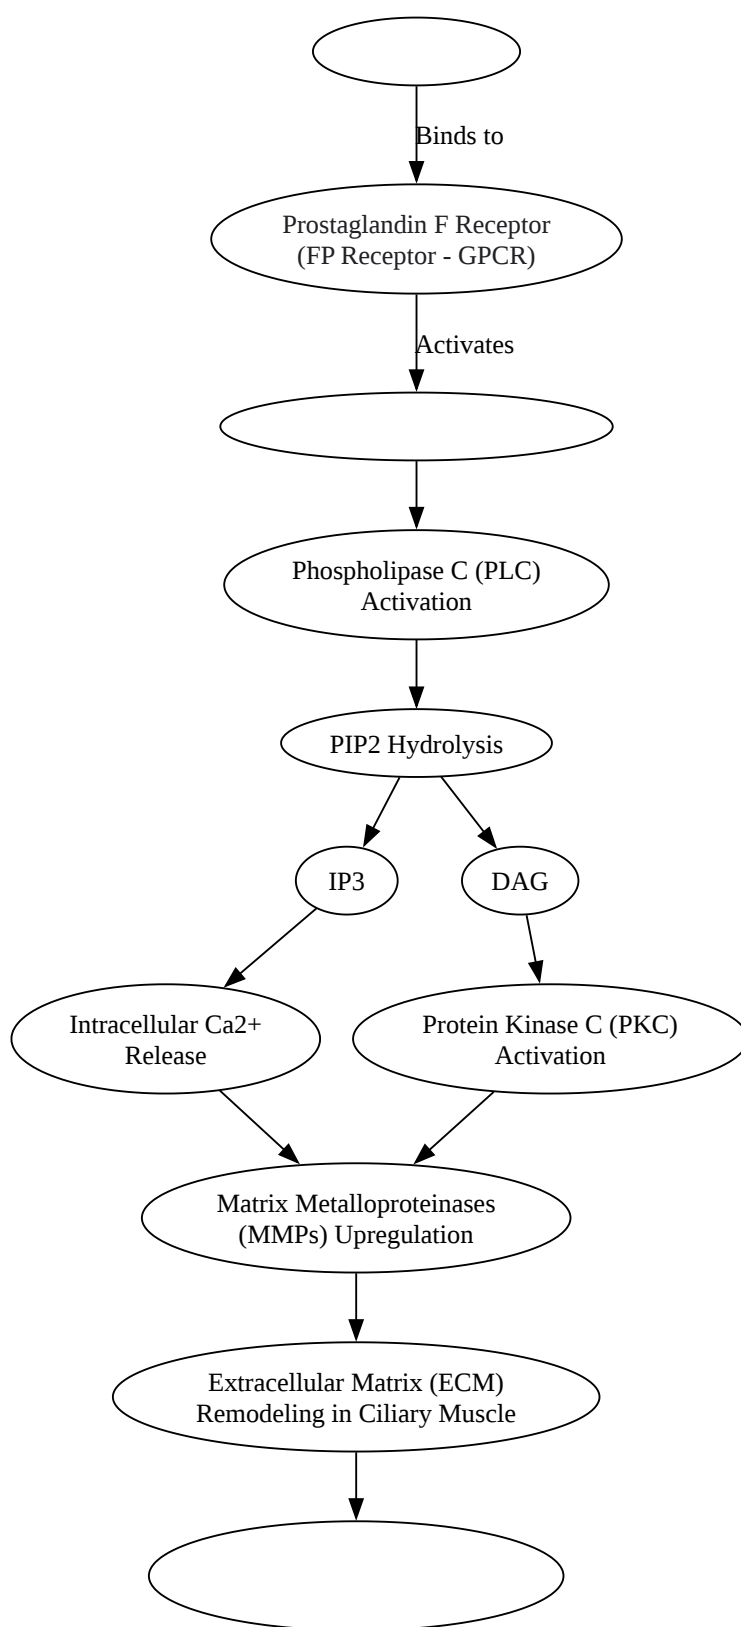 Binds to
Prostaglandin F Receptor
(FP Receptor - GPCR)
Activates
Phospholipase C (PLC)
Activation
PIP2 Hydrolysis
IP3
DAG
Intracellular Ca2+
Release
Protein Kinase C (PKC)
Activation
Matrix Metalloproteinases
(MMPs) Upregulation
Extracellular Matrix (ECM)
Remodeling in Ciliary Muscle